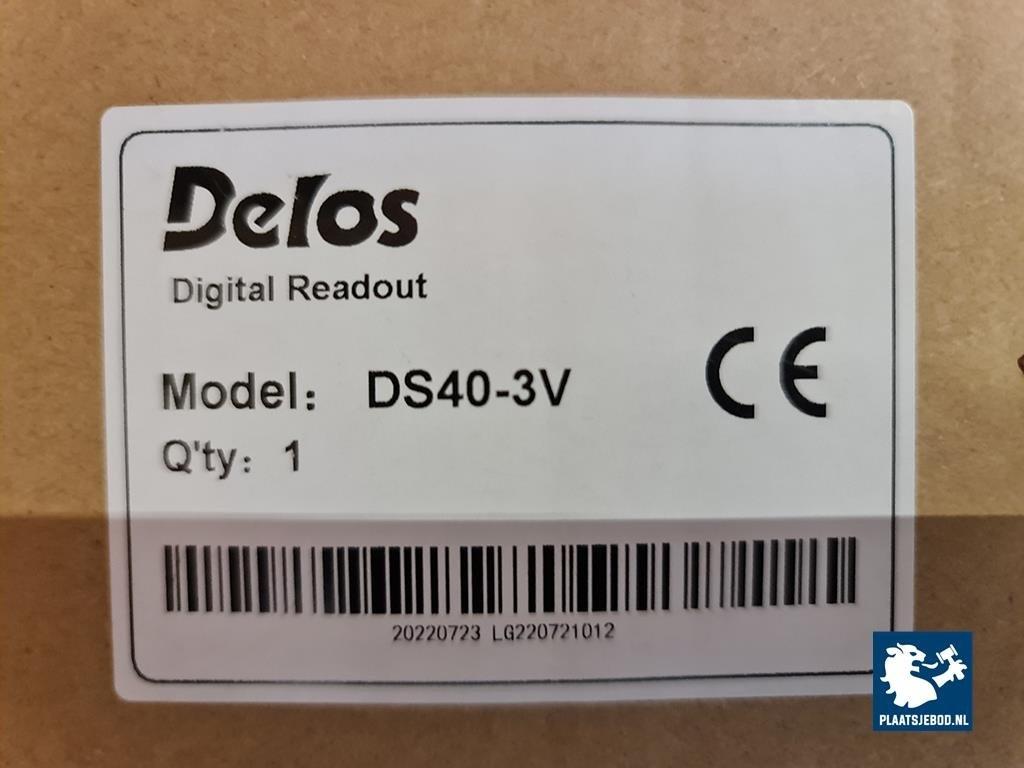 Delos
Digital Readout
Model: DS40-3V
CE
Q'ty: 1
20220723 LG220721012
PLAATSJEBOD.NL